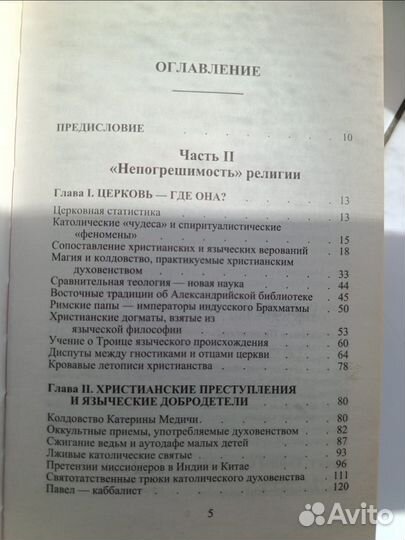 ОГЛАВЛЕНИЕ
ПРЕДИСЛОВИЕ . . . . . . . . 10
Часть II
«Непогрешимость» религии
Глава I. ЦЕРКОВЬ — ГДЕ ОНА? . . . . 13
Церковная статистика . . . . . . . 13
Католические «чудеса» и спиритуалистические
«феномены» . . . . . . . 15
Сопоставление христианских и языческих верований . 18
Магия и колдовство, практикуемые христианским
духовенством . . . . . . . 33
Сравнительная теология — новая наука . . . 44
Восточные традиции об Александрийской библиотеке . 45
Римские папы — императоры индусского Брахматмы . 50
Христианские догматы, взятые из
языческой философии . . . . . 53
Учение о Троице языческого происхождения . . 60
Диспуты между гностиками и отцами церкви . . 64
Кровавые летописи христианства . . . . 78
Глава II. ХРИСТИАНСКИЕ ПРЕСТУПЛЕНИЯ
И ЯЗЫЧЕСКИЕ ДОБРОДЕТЕЛИ . . . . 80
Колдовство Катерины Медичи . . . . . 80
Оккультные приемы, употребляемые духовенством . 82
Сжигание ведьм и аутодафе малых детей . . . 87
Лживые католические святые . . . . . 93
Претензии миссионеров в Индии и Китае . . . 96
Святотатственные трюки католического духовенства . 111
Павел — каббалист . . . . . . . 120
5
Avito